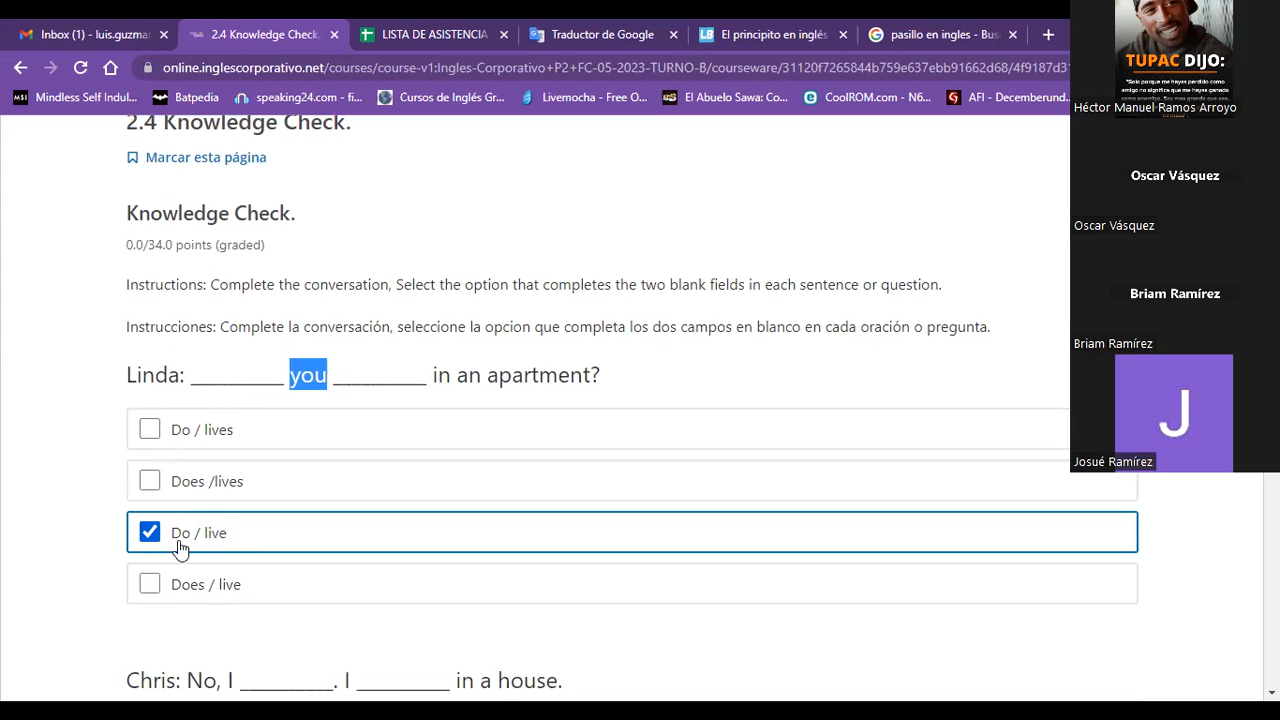 Inbox (1) - luis.guzma
2.4 Knowledge Check.
LISTA DE ASISTENCIA
Traductor de Google
El principito en inglés
pasillo en ingles - Bus
online.inglescorporativo.net/courses/course-v1:Ingles-Corporativo+P2+FC-05-2023-TURNO-B/courseware/31120f7265844b759e637ebb91662d68/4f9187d3
Mindless Self Indul...
Batpedia
speaking24.com - fi...
Cursos de Inglés Gr...
Livemocha - Free O...
El Abuelo Sawa: Co...
CoolROM.com - N6...
AFI - Decemberund...
TUPAC DIJO:
Héctor Manuel Ramos Arroyo
Oscar Vásquez
Oscar Vásquez
Briam Ramírez
Briam Ramírez
J
Josué Ramírez
2.4 Knowledge Check.
Marcar esta página
Knowledge Check.
0.0/34.0 points (graded)
Instructions: Complete the conversation, Select the option that completes the two blank fields in each sentence or question.
Instrucciones: Complete la conversación, seleccione la opcion que completa los dos campos en blanco en cada oración o pregunta.
Linda: _________ you _________ in an apartment?
Do / lives
Does /lives
Do / live
Does / live
Chris: No, I _________. I _________ in a house.